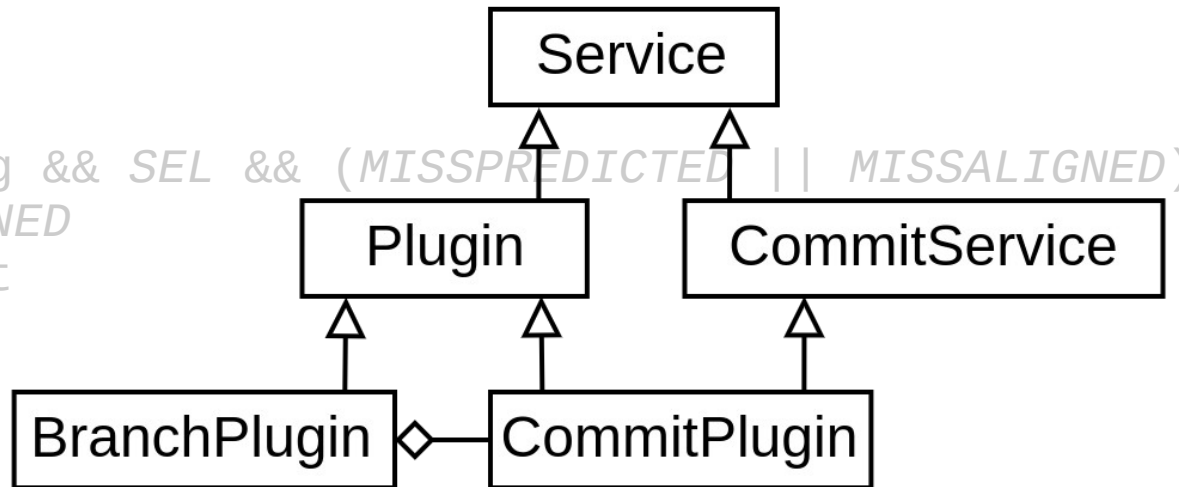 Service
g && SEL && (MISSPREDICTED || MISSALIGNED)
NED
t
Plugin
CommitService
BranchPlugin
CommitPlugin